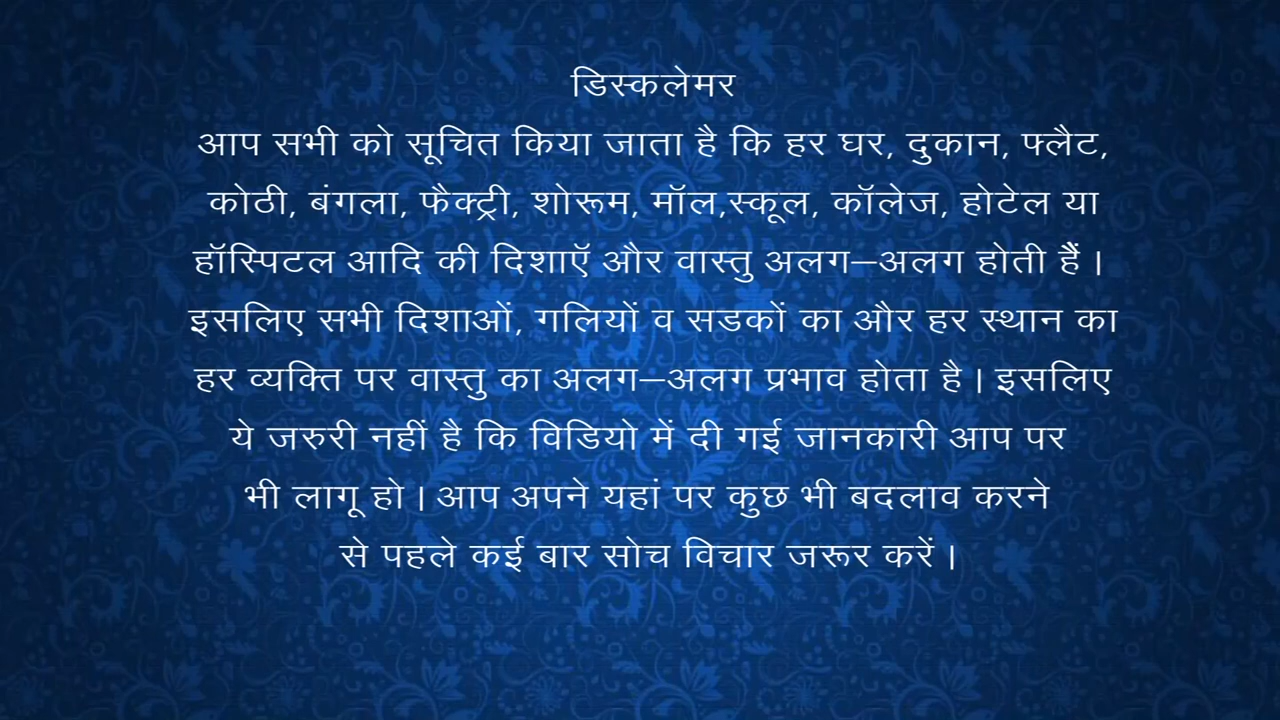 डिस्कलेमर
आप सभी को सूचित किया जाता है कि हर घर, दुकान, फ्लैट,
कोठी, बंगला, फैक्ट्री, शोरूम, मॉल,स्कूल, कॉलेज, होटेल या
हॉस्पिटल आदि की दिशाऍ और वास्तु अलग–अलग होती हैं ।
इसलिए सभी दिशाओं, गलियों व सडकों का और हर स्थान का
हर व्यक्ति पर वास्तु का अलग–अलग प्रभाव होता है । इसलिए
ये जरुरी नहीं है कि विडियो में दी गई जानकारी आप पर
भी लागू हो । आप अपने यहां पर कुछ भी बदलाव करने
से पहले कई बार सोच विचार जरूर करें ।